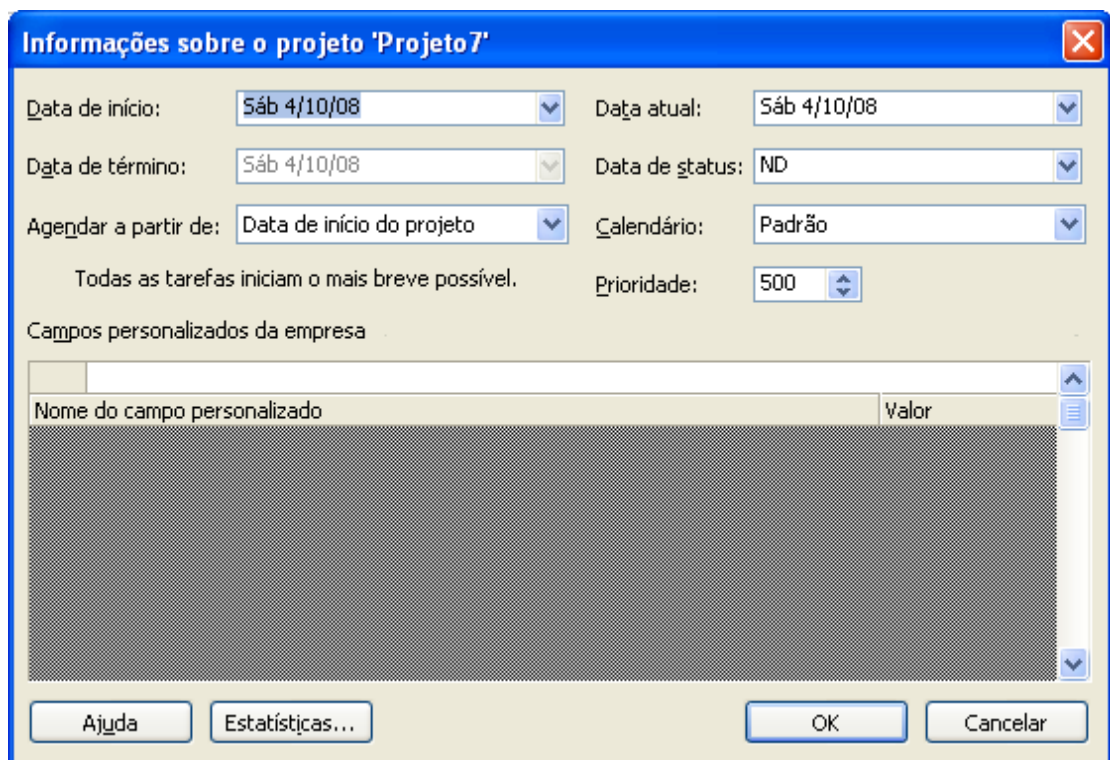 Informações sobre o projeto 'Projeto7'
Data de início: Sáb 4/10/08 Data atual: Sáb 4/10/08
Data de término: Sáb 4/10/08 Data de status: ND
Agendar a partir de: Data de início do projeto Calendário: Padrão
Todas as tarefas iniciam o mais breve possível. Prioridade: 500
Campos personalizados da empresa
Nome do campo personalizado Valor
Ajuda Estatísticas... OK Cancelar